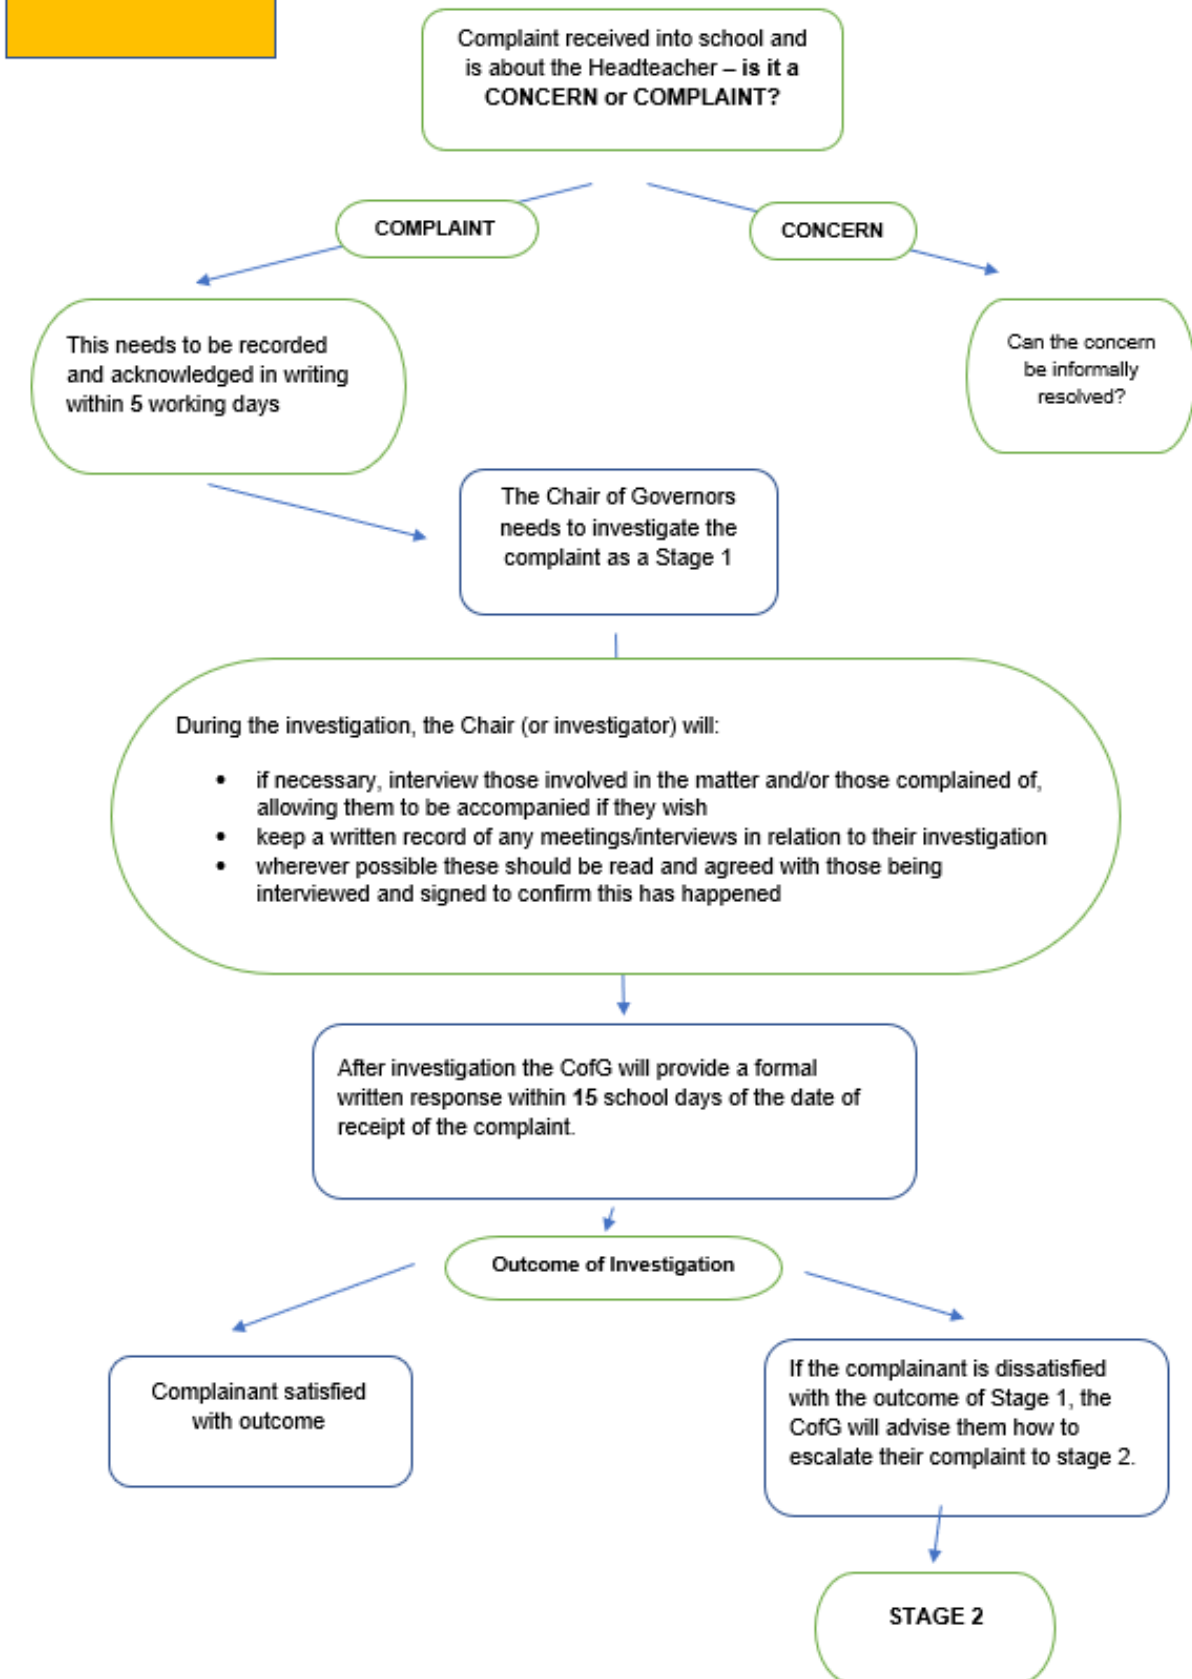 Complaint received into school and
is about the Headteacher – is it a
CONCERN or COMPLAINT?
COMPLAINT
CONCERN
This needs to be recorded
and acknowledged in writing
within 5 working days
Can the concern
be informally
resolved?
The Chair of Governors
needs to investigate the
complaint as a Stage 1
During the investigation, the Chair (or investigator) will:
• if necessary, interview those involved in the matter and/or those complained of,
allowing them to be accompanied if they wish
• keep a written record of any meetings/interviews in relation to their investigation
• wherever possible these should be read and agreed with those being
interviewed and signed to confirm this has happened
After investigation the CofG will provide a formal
written response within 15 school days of the date of
receipt of the complaint.
Outcome of Investigation
Complainant satisfied
with outcome
If the complainant is dissatisfied
with the outcome of Stage 1, the
CofG will advise them how to
escalate their complaint to stage 2.
STAGE 2